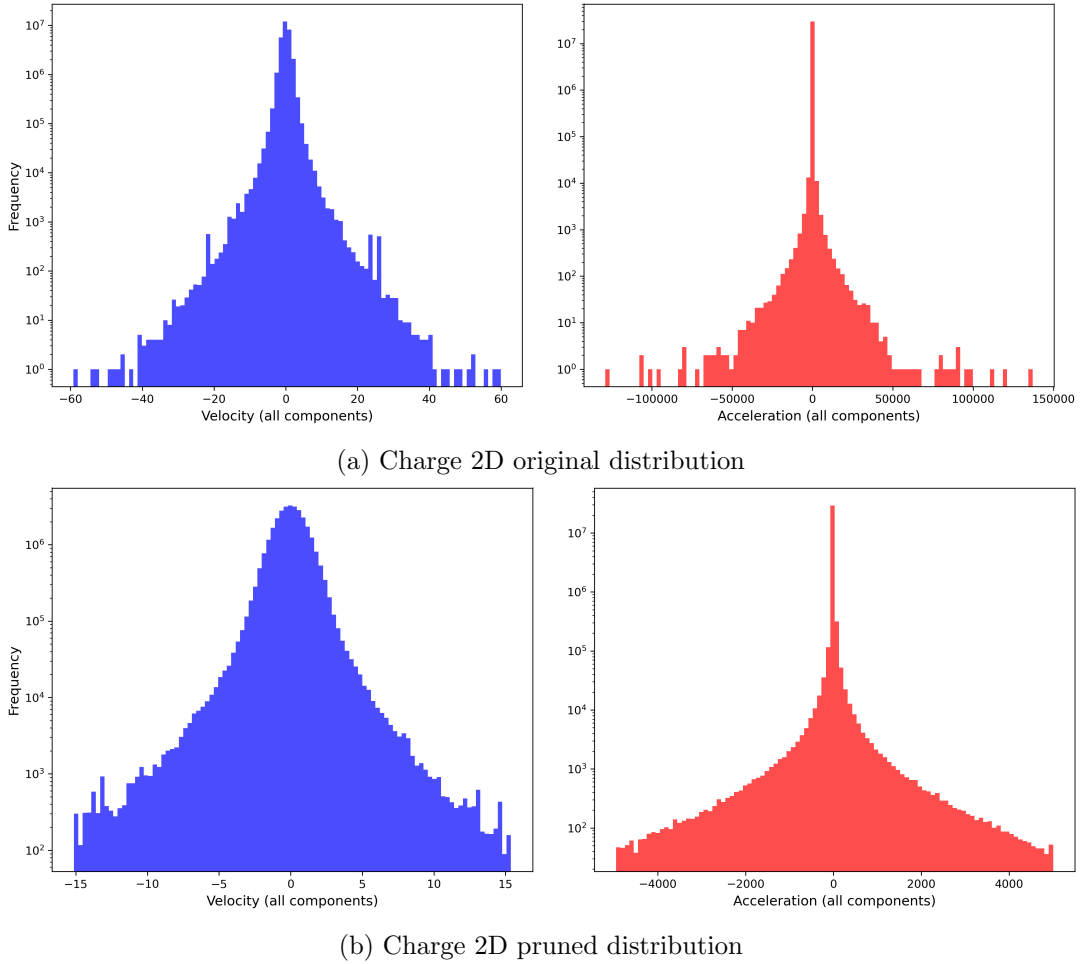 Frequency
10⁷
10⁶
10⁵
10⁴
10³
10²
10¹
10⁰
−60 −40 −20 0 20 40 60
Velocity (all components)
10⁷
10⁶
10⁵
10⁴
10³
10²
10¹
10⁰
−100000 −50000 0 50000 100000 150000
Acceleration (all components)
(a) Charge 2D original distribution
Frequency
10⁶
10⁵
10⁴
10³
10²
−15 −10 −5 0 5 10 15
Velocity (all components)
10⁷
10⁶
10⁵
10⁴
10³
10²
−4000 −2000 0 2000 4000
Acceleration (all components)
(b) Charge 2D pruned distribution